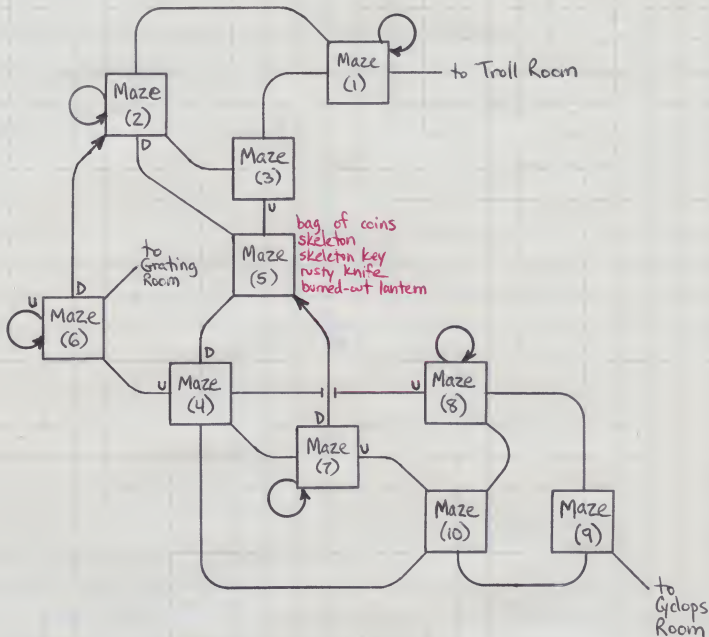 Maze
(1)
to Troll Room
Maze
(2)
D
Maze
(3)
U
bag of coins
skeleton
skeleton key
rusty knife
burned-out lantern
Maze
(5)
to
Grating
Room
U
D
Maze
(6)
D
U
Maze
(4)
U
Maze
(8)
D
Maze
(7)
U
Maze
(10)
Maze
(9)
to
Cyclops
Room